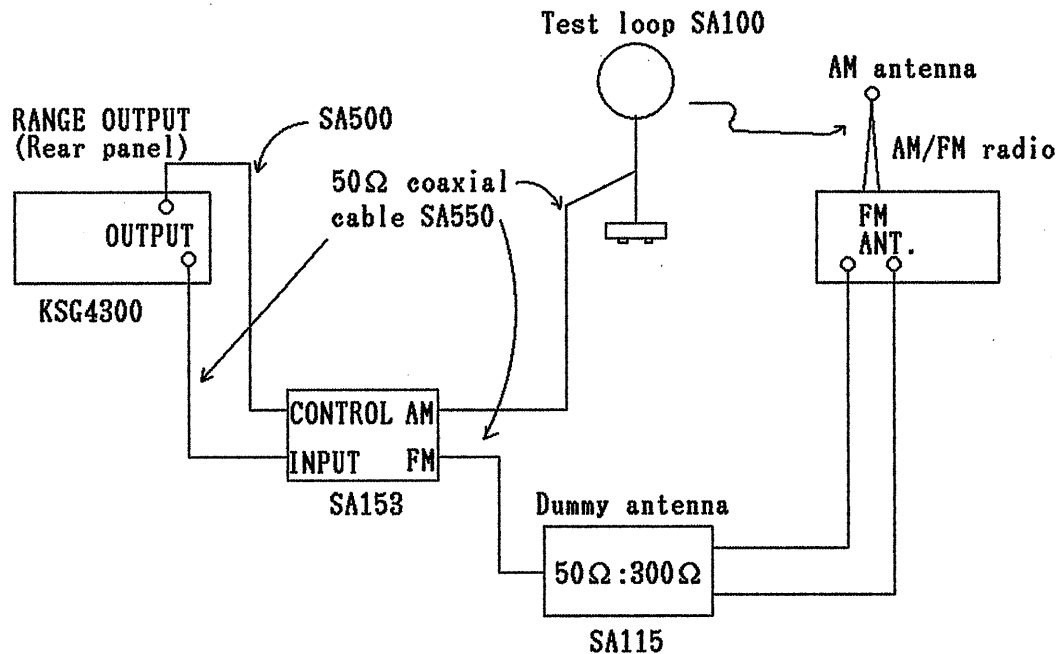 Test loop SA100
AM antenna
RANGE OUTPUT
(Rear panel)
SA500
AM/FM radio
50Ω coaxial
cable SA550
OUTPUT
FM
ANT.
KSG4300
CONTROL AM
INPUT FM
SA153
Dummy antenna
50Ω:300Ω
SA115